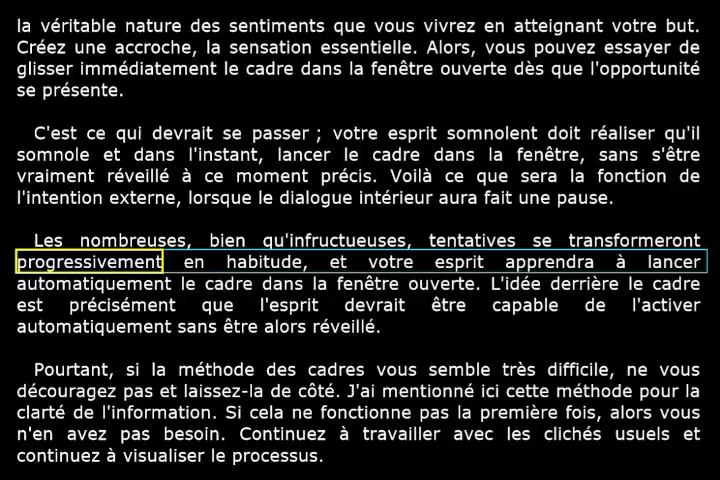 la véritable nature des sentiments que vous vivrez en atteignant votre but.
Créez une accroche, la sensation essentielle. Alors, vous pouvez essayer de
glisser immédiatement le cadre dans la fenêtre ouverte dès que l'opportunité
se présente.
C'est ce qui devrait se passer ; votre esprit somnolent doit réaliser qu'il
somnole et dans l'instant, lancer le cadre dans la fenêtre, sans s'être
vraiment réveillé à ce moment précis. Voilà ce que sera la fonction de
l'intention externe, lorsque le dialogue intérieur aura fait une pause.
Les nombreuses, bien qu'infructueuses, tentatives se transformeront
progressivement en habitude, et votre esprit apprendra à lancer
automatiquement le cadre dans la fenêtre ouverte. L'idée derrière le cadre
est précisément que l'esprit devrait être capable de l'activer
automatiquement sans être alors réveillé.
Pourtant, si la méthode des cadres vous semble très difficile, ne vous
découragez pas et laissez-la de côté. J'ai mentionné ici cette méthode pour la
clarté de l'information. Si cela ne fonctionne pas la première fois, alors vous
n'en avez pas besoin. Continuez à travailler avec les clichés usuels et
continuez à visualiser le processus.